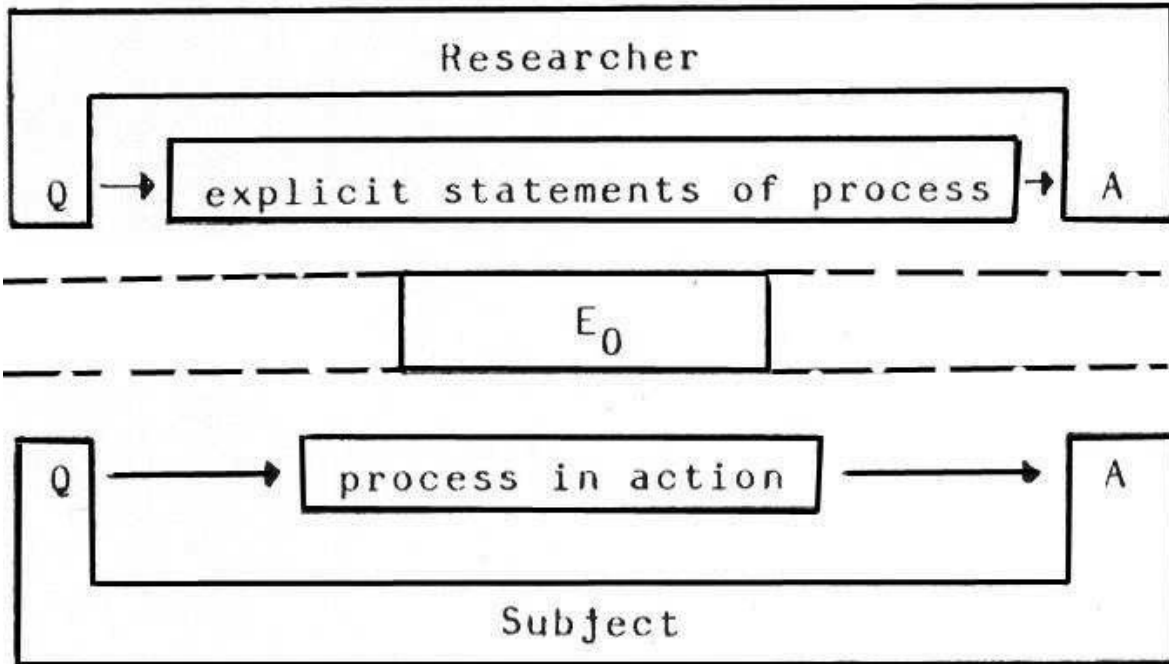 Researcher
Q → explicit statements of process → A
E₀
Q → process in action → A
Subject